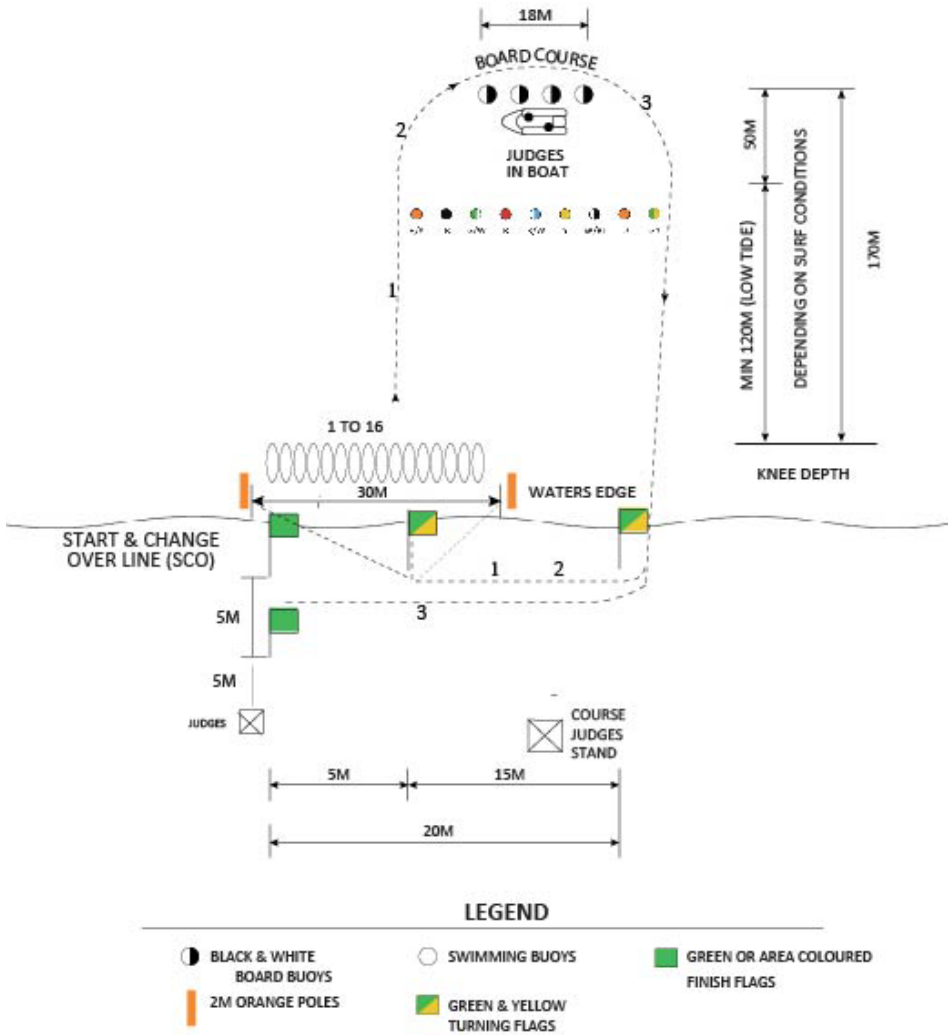 18M
BOARD COURSE
2
3
JUDGES
IN BOAT
50M
1
MIN 120M (LOW TIDE)
DEPENDING ON SURF CONDITIONS
170M
1 TO 16
KNEE DEPTH
30M
WATERS EDGE
START & CHANGE
OVER LINE (SCO)
1
2
5M
3
5M
JUDGES
COURSE
JUDGES
STAND
5M
15M
20M
LEGEND
BLACK & WHITE
BOARD BUOYS
SWIMMING BUOYS
GREEN OR AREA COLOURED
FINISH FLAGS
2M ORANGE POLES
GREEN & YELLOW
TURNING FLAGS